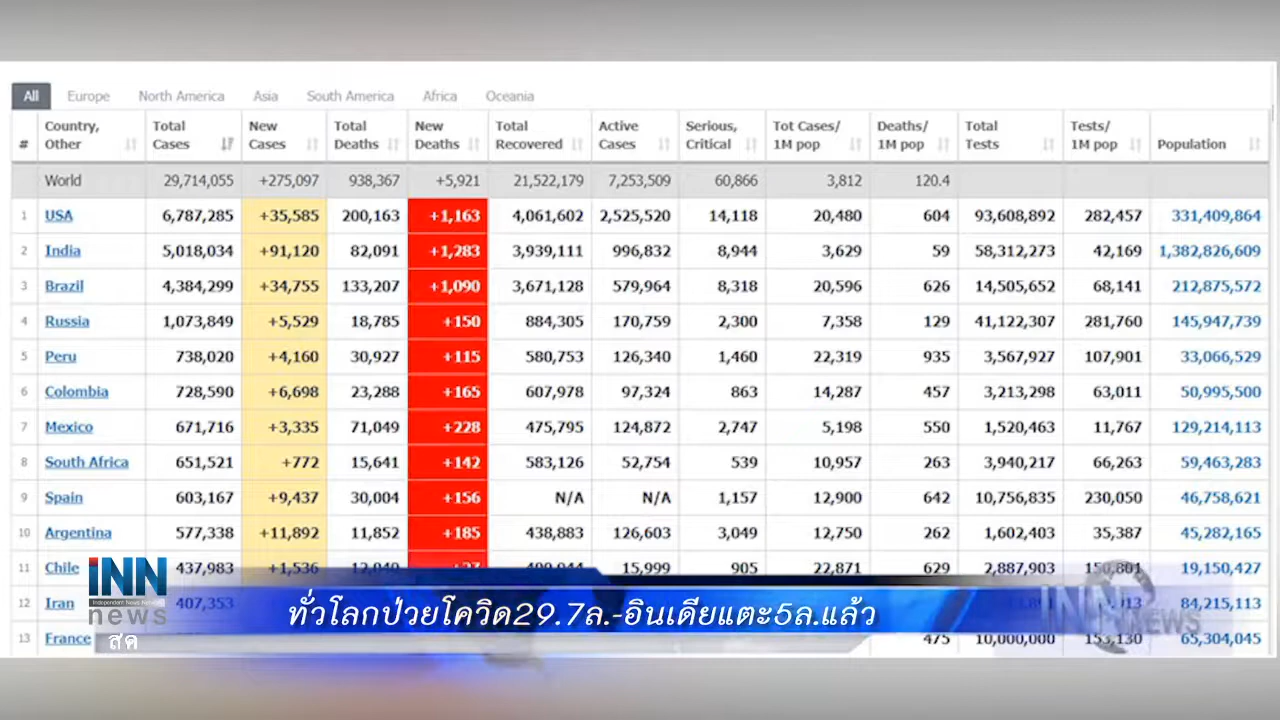 All Europe North America Asia South America Africa Oceania
# Country, Other Total Cases New Cases Total Deaths New Deaths Total Recovered Active Cases Serious, Critical Tot Cases/ 1M pop Deaths/ 1M pop Total Tests Tests/ 1M pop Population
World 29,714,055 +275,097 938,367 +5,921 21,522,179 7,253,509 60,866 3,812 120.4
1 USA 6,787,285 +35,585 200,163 +1,163 4,061,602 2,525,520 14,118 20,480 604 93,608,892 282,457 331,409,864
2 India 5,018,034 +91,120 82,091 +1,283 3,939,111 996,832 8,944 3,629 59 58,312,273 42,169 1,382,826,609
3 Brazil 4,384,299 +34,755 133,207 +1,090 3,671,128 579,964 8,318 20,596 626 14,505,652 68,141 212,875,572
4 Russia 1,073,849 +5,529 18,785 +150 884,305 170,759 2,300 7,358 129 41,122,307 281,760 145,947,739
5 Peru 738,020 +4,160 30,927 +115 580,753 126,340 1,460 22,319 935 3,567,927 107,901 33,066,529
6 Colombia 728,590 +6,698 23,288 +165 607,978 97,324 863 14,287 457 3,213,298 63,011 50,995,500
7 Mexico 671,716 +3,335 71,049 +228 475,795 124,872 2,747 5,198 550 1,520,463 11,767 129,214,113
8 South Africa 651,521 +772 15,641 +142 583,126 52,754 539 10,957 263 3,940,217 66,263 59,463,283
9 Spain 603,167 +9,437 30,004 +156 N/A N/A 1,157 12,900 642 10,756,835 230,050 46,758,621
10 Argentina 577,338 +11,892 11,852 +185 438,883 126,603 3,049 12,750 262 1,602,403 35,387 45,282,165
11 Chile 437,983 +1,536 15,999 905 22,871 629 2,887,903 150,801 19,150,427
12 Iran 407,353 84,215,113
13 France 475 10,000,000 153,130 65,304,045
iNN
Independent News Network
news
สด
ทั่วโลกป่วยโควิด29.7ล.-อินเดียแตะ5ล.แล้ว
INN NEWS